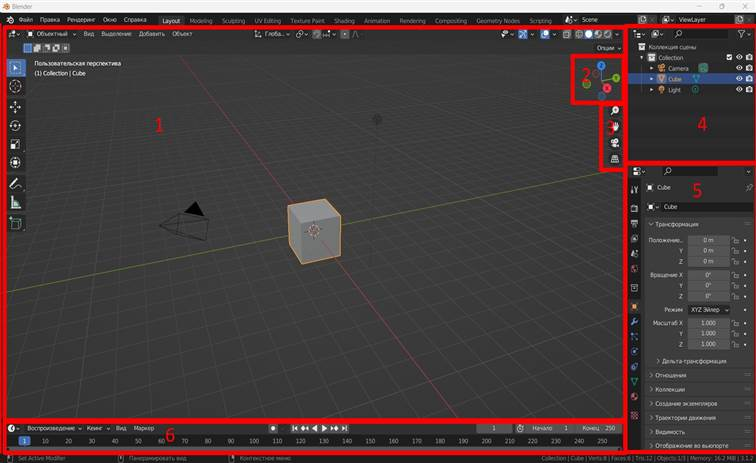 Blender
Файл Правка Рендеринг Окно Справка Layout Modeling Sculpting UV Editing Texture Paint Shading Animation Rendering Compositing Geometry Nodes Scripting Scene ViewLayer
Объектный Вид Выделение Добавить Объект Глоба...
Опции
Пользовательская перспектива
(1) Collection | Cube
X
Y
Z
1
2
3
Коллекция сцены
Collection
Camera
Cube
Light
4
5
Cube
Cube
Трансформация
Положение... 0 m
Y 0 m
Z 0 m
Вращение X 0°
Y 0°
Z 0°
Режим XYZ Эйлер
Масштаб X 1.000
Y 1.000
Z 1.000
Дельта-трансформация
Отношения
Коллекции
Создание экземпляров
Траектории движения
Видимость
Отображение во вьюпорте
Воспроизведение Кеинг Вид Маркер 1 Начало 1 Конец 250
6
1 10 20 30 40 50 60 70 80 90 100 110 120 130 140 150 160 170 180 190 200 210 220 230 240 250
Set Active Modifier Панорамировать вид Контекстное меню Collection | Cube | Verts:8 | Faces:6 | Tris:12 | Objects:1/3 | Memory: 16.2 MiB | 3.1.2